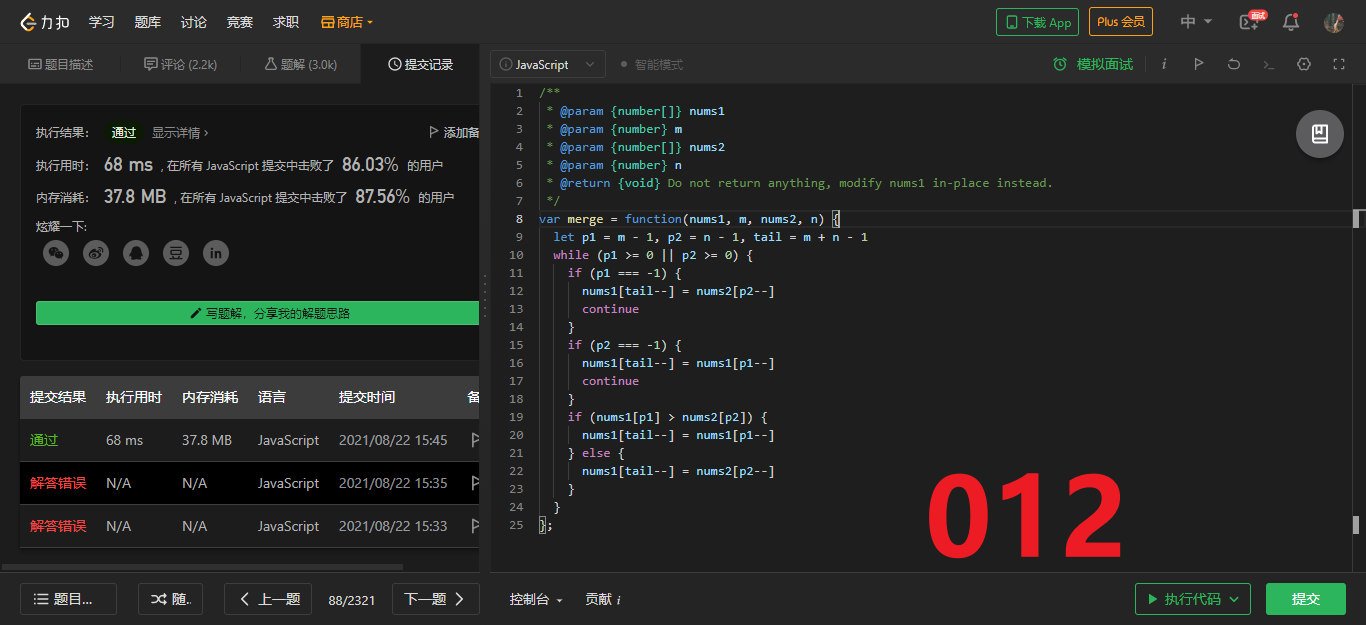 力扣 学习 题库 讨论 竞赛 求职 商店 下载 App Plus 会员 中 面试
题目描述 评论 (2.2k) 题解 (3.0k) 提交记录
执行结果： 通过 显示详情 › 添加备
执行用时： 68 ms , 在所有 JavaScript 提交中击败了 86.03% 的用户
内存消耗： 37.8 MB , 在所有 JavaScript 提交中击败了 87.56% 的用户
炫耀一下:
豆 in
写题解，分享我的解题思路
提交结果 执行用时 内存消耗 语言 提交时间 备
通过 68 ms 37.8 MB JavaScript 2021/08/22 15:45
解答错误 N/A N/A JavaScript 2021/08/22 15:35
解答错误 N/A N/A JavaScript 2021/08/22 15:33
题目... 随. 上一题 88/2321 下一题
JavaScript 智能模式 模拟面试 i
1 /**
2 * @param {number[]} nums1
3 * @param {number} m
4 * @param {number[]} nums2
5 * @param {number} n
6 * @return {void} Do not return anything, modify nums1 in-place instead.
7 */
8 var merge = function(nums1, m, nums2, n) {
9 let p1 = m - 1, p2 = n - 1, tail = m + n - 1
10 while (p1 >= 0 || p2 >= 0) {
11 if (p1 === -1) {
12 nums1[tail--] = nums2[p2--]
13 continue
14 }
15 if (p2 === -1) {
16 nums1[tail--] = nums1[p1--]
17 continue
18 }
19 if (nums1[p1] > nums2[p2]) {
20 nums1[tail--] = nums1[p1--]
21 } else {
22 nums1[tail--] = nums2[p2--]
23 }
24 }
25 };
012
控制台 贡献 i 执行代码 提交